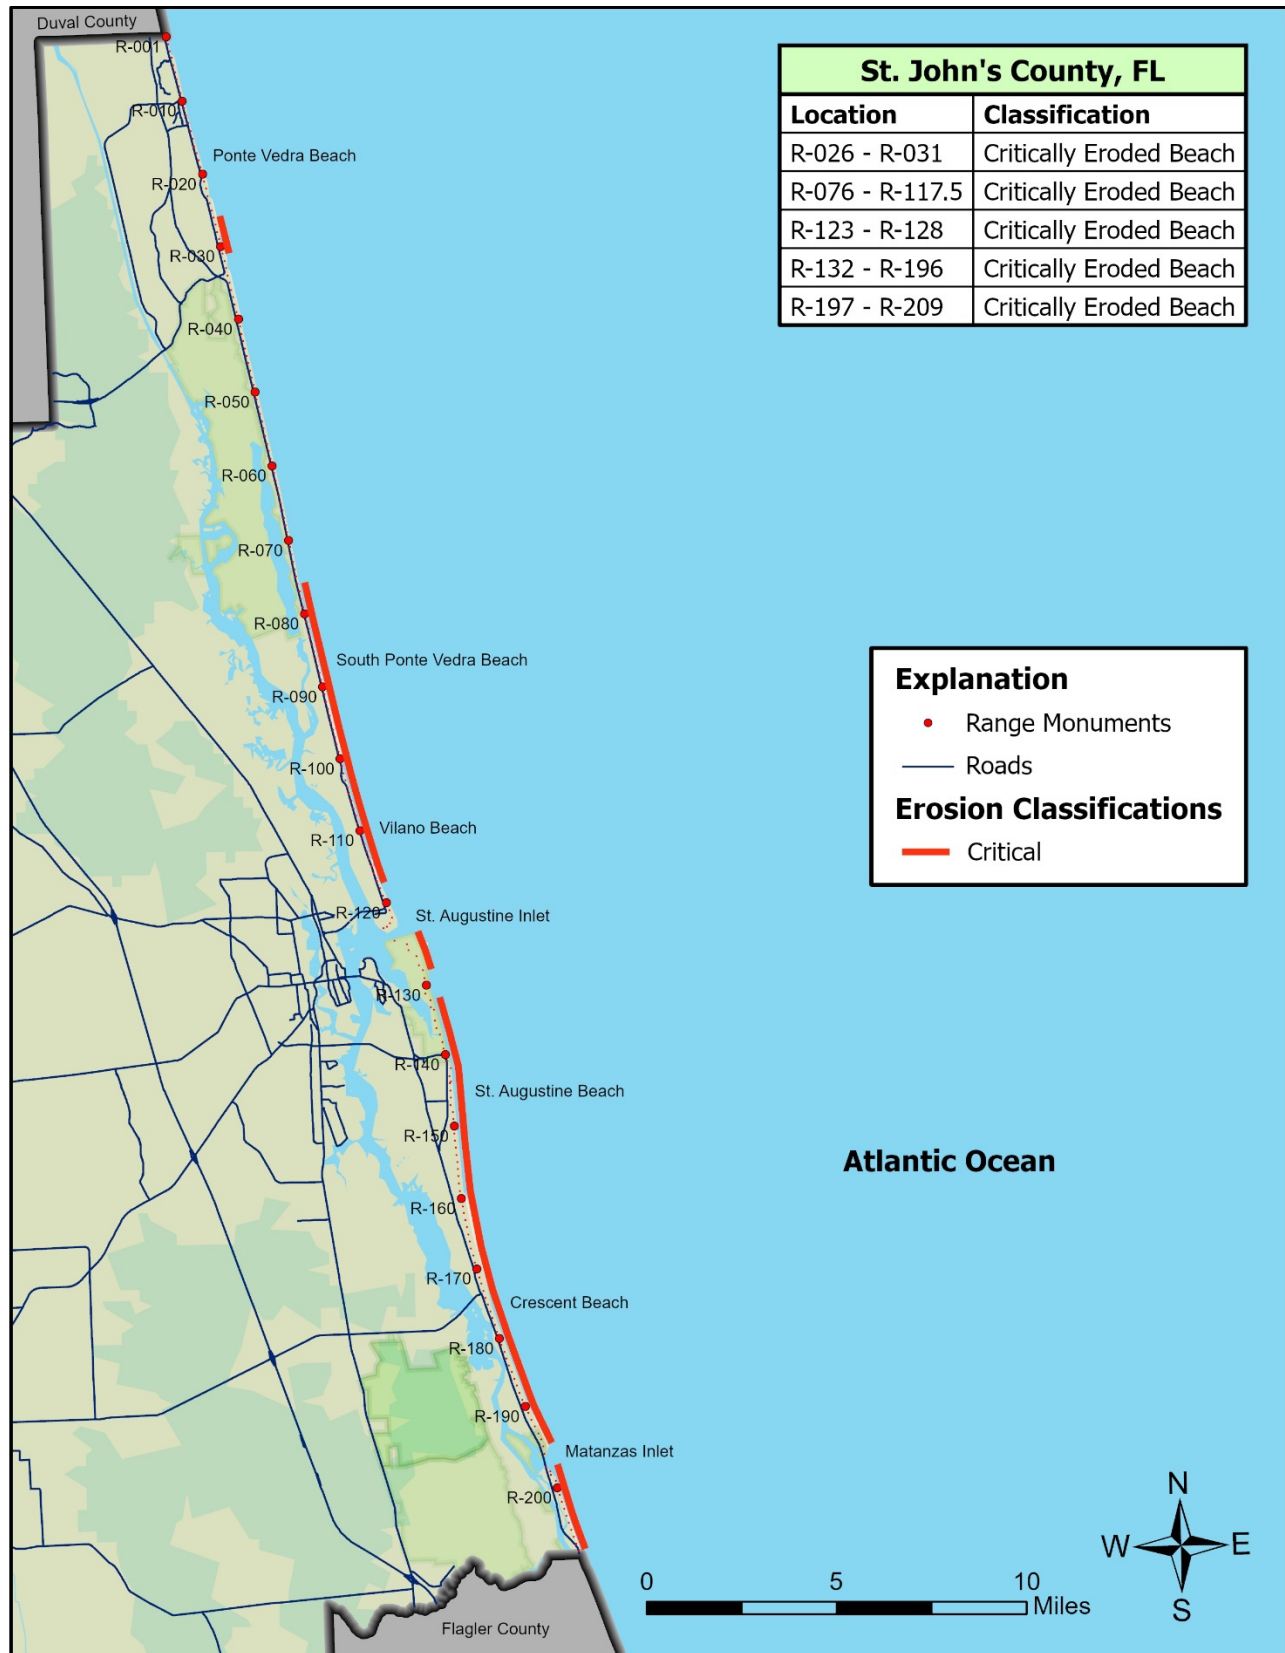 Duval County
R-001
R-010
Ponte Vedra Beach
R-020
R-030
R-040
R-050
R-060
R-070
R-080
South Ponte Vedra Beach
R-090
R-100
Vilano Beach
R-110
R-120
St. Augustine Inlet
R-130
R-140
St. Augustine Beach
R-150
R-160
R-170
Crescent Beach
R-180
R-190
Matanzas Inlet
R-200
Flagler County
St. John's County, FL
Location Classification
R-026 - R-031 Critically Eroded Beach
R-076 - R-117.5 Critically Eroded Beach
R-123 - R-128 Critically Eroded Beach
R-132 - R-196 Critically Eroded Beach
R-197 - R-209 Critically Eroded Beach
Explanation
Range Monuments
Roads
Erosion Classifications
Critical
Atlantic Ocean
N
W E
S
0 5 10
Miles